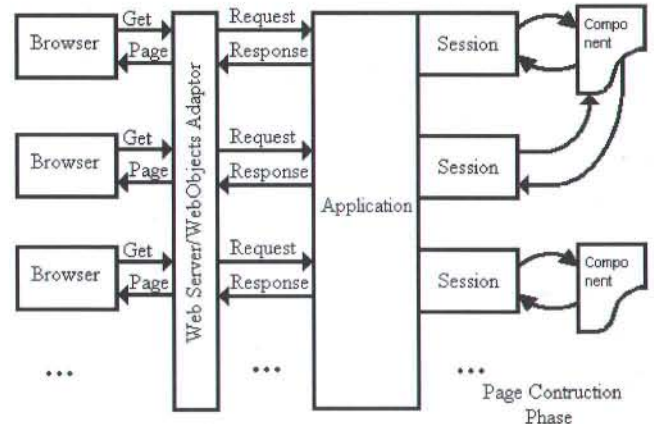 Get
Request
Browser
Page
Response
Session
Compo
nent
Get
Request
Browser
Page
Response
Session
Web Server/WebObjects Adaptor
Application
Get
Request
Browser
Page
Response
Session
Compo
nent
...
...
...
Page Contruction
Phase